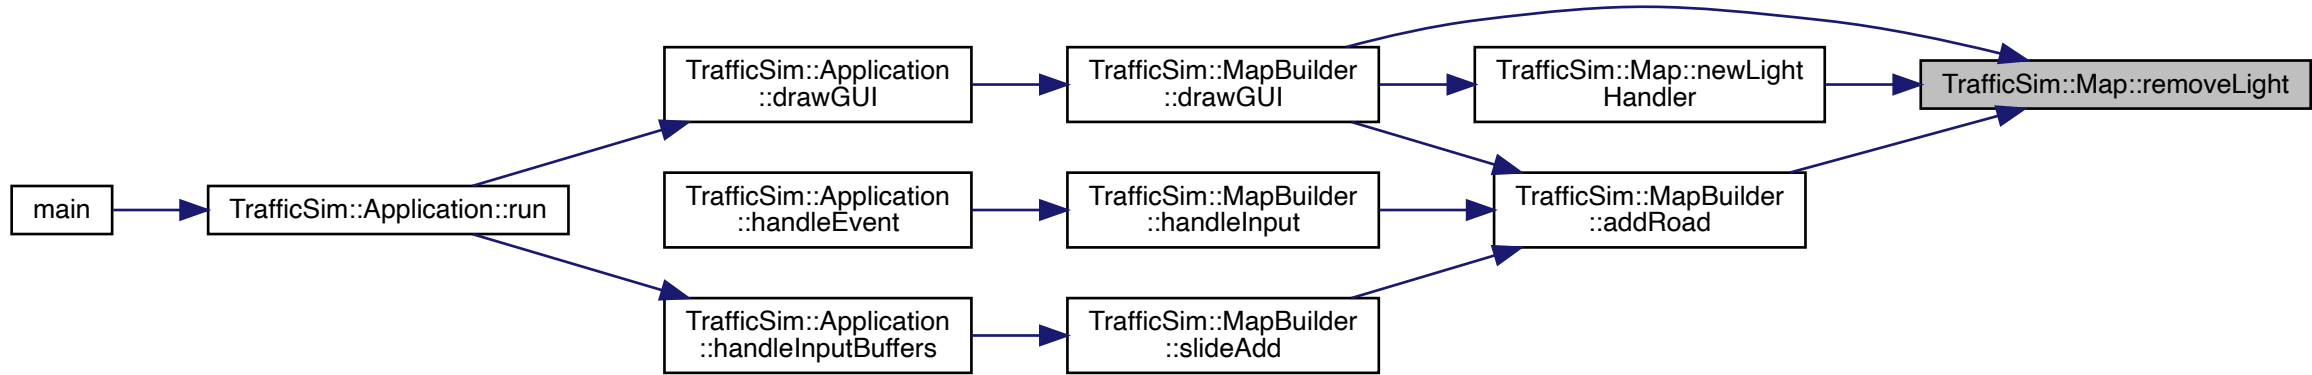 TrafficSim::Application
::drawGUI
TrafficSim::MapBuilder
::drawGUI
TrafficSim::Map::newLight
Handler
TrafficSim::Map::removeLight
main
TrafficSim::Application::run
TrafficSim::Application
::handleEvent
TrafficSim::MapBuilder
::handleInput
TrafficSim::MapBuilder
::addRoad
TrafficSim::Application
::handleInputBuffers
TrafficSim::MapBuilder
::slideAdd